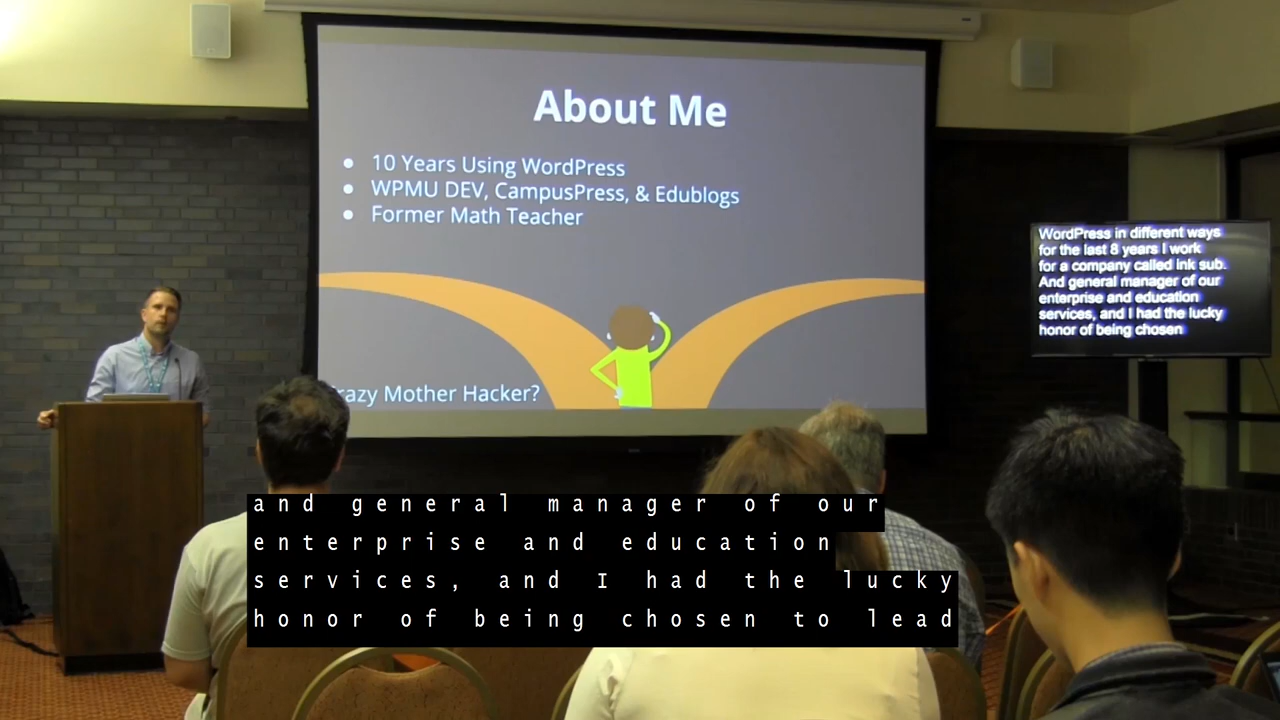 About Me
● 10 Years Using WordPress
● WPMU DEV, CampusPress, & Edublogs
● Former Math Teacher
razy Mother Hacker?
WordPress in different ways
for the last 8 years I work
for a company called ink sub.
And general manager of our
enterprise and education
services, and I had the lucky
honor of being chosen
and general manager of our
enterprise and education
services, and I had the lucky
honor of being chosen to lead